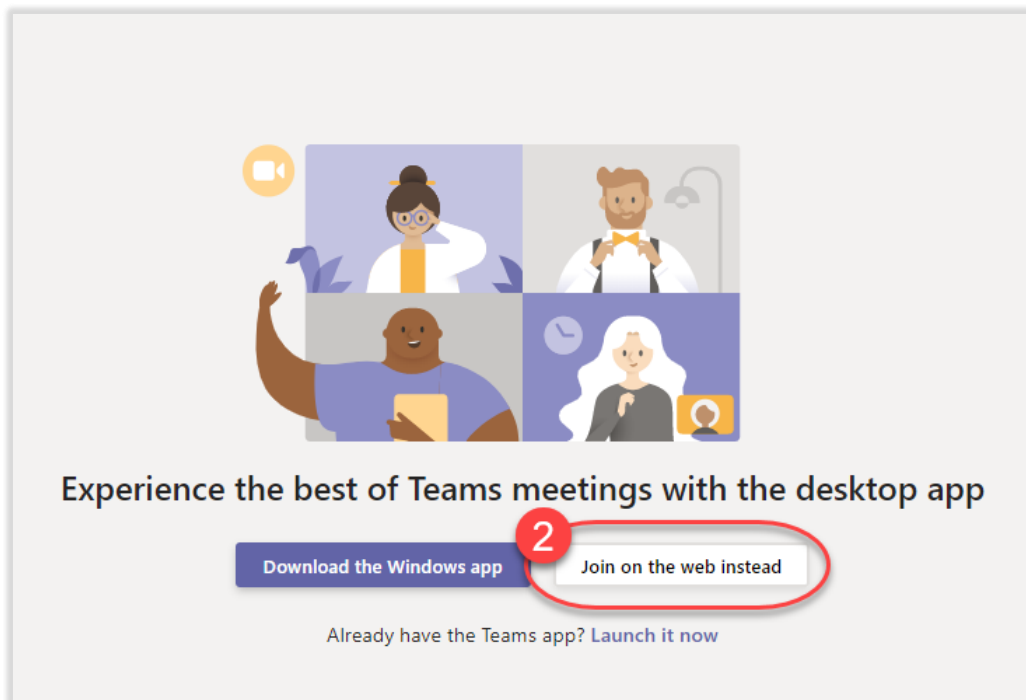 Experience the best of Teams meetings with the desktop app
2
Download the Windows app
Join on the web instead
Already have the Teams app? Launch it now